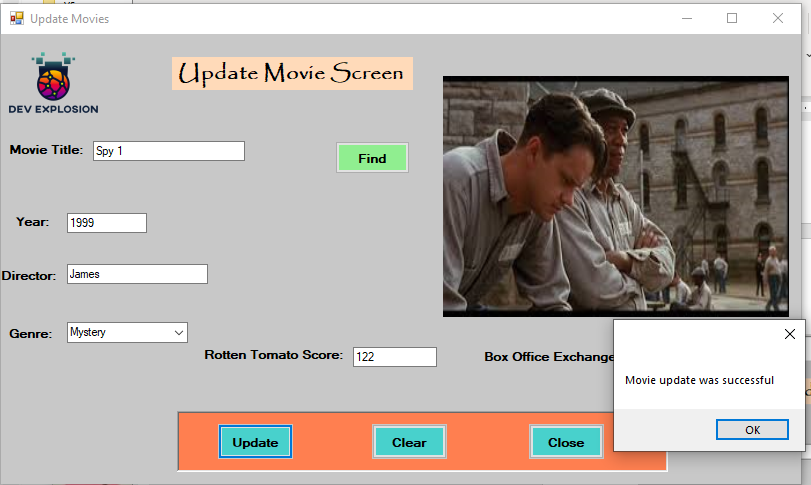 Update Movies
DEV EXPLOSION
Update Movie Screen
Movie Title:
Spy 1
Find
Year:
1999
Director:
James
Genre:
Mystery
Rotten Tomato Score:
122
Box Office Exchange
Movie update was successful
OK
Update
Clear
Close